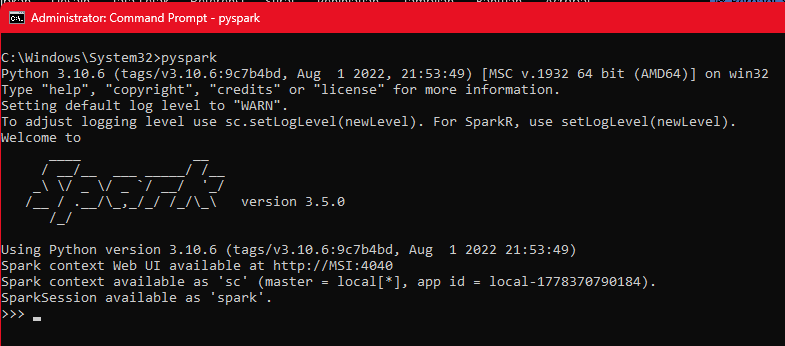 Administrator: Command Prompt - pyspark
C:\Windows\System32>pyspark
Python 3.10.6 (tags/v3.10.6:9c7b4bd, Aug  1 2022, 21:53:49) [MSC v.1932 64 bit (AMD64)] on win32
Type "help", "copyright", "credits" or "license" for more information.
Setting default log level to "WARN".
To adjust logging level use sc.setLogLevel(newLevel). For SparkR, use setLogLevel(newLevel).
Welcome to
      ____              __
     / __/__  ___ _____/ /__
    _\ \/ _ \/ _ `/ __/  '_/
   /__ / .__/\_,_/_/ /_/\_\   version 3.5.0
      /_/
Using Python version 3.10.6 (tags/v3.10.6:9c7b4bd, Aug  1 2022 21:53:49)
Spark context Web UI available at http://MSI:4040
Spark context available as 'sc' (master = local[*], app id = local-1778370790184).
SparkSession available as 'spark'.
>>> _